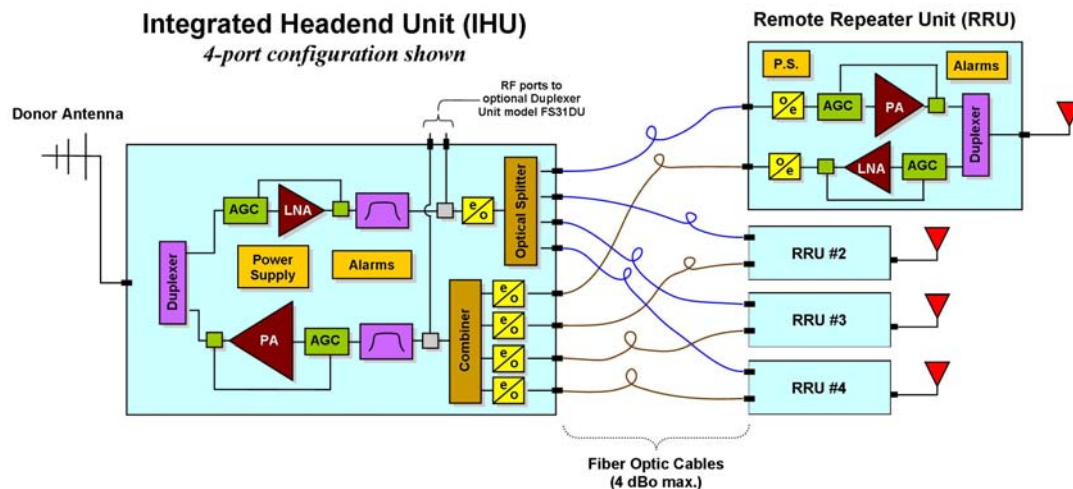 Integrated Headend Unit (IHU)
4-port configuration shown
Remote Repeater Unit (RRU)
RF ports to
optional Duplexer
Unit model FS31DU
Donor Antenna
AGC
LNA
e/o
Optical Splitter
Duplexer
Power
Supply
Alarms
PA
AGC
Combiner
e/o
e/o
e/o
e/o
P.S.
Alarms
o/e
AGC
PA
Duplexer
o/e
LNA
AGC
RRU #2
RRU #3
RRU #4
Fiber Optic Cables
(4 dBo max.)